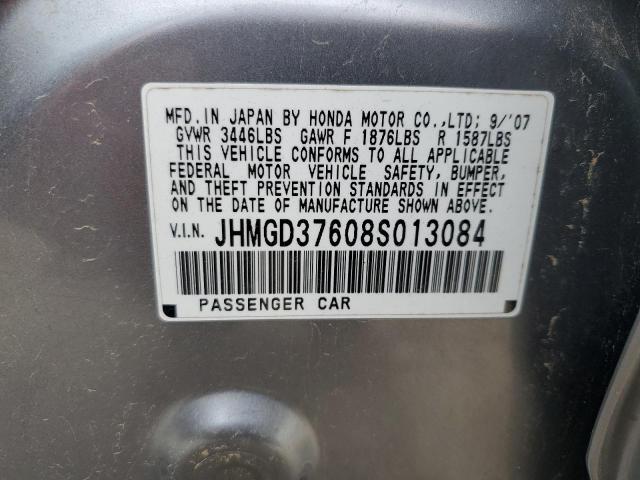 MFD. IN JAPAN BY HONDA MOTOR CO.,LTD; 9/'07
GVWR 3446LBS GAWR F 1876LBS R 1587LBS
THIS VEHICLE CONFORMS TO ALL APPLICABLE
FEDERAL MOTOR VEHICLE SAFETY, BUMPER,
AND THEFT PREVENTION STANDARDS IN EFFECT
ON THE DATE OF MANUFACTURE SHOWN ABOVE.
V.I.N. JHMGD37608S013084
PASSENGER CAR